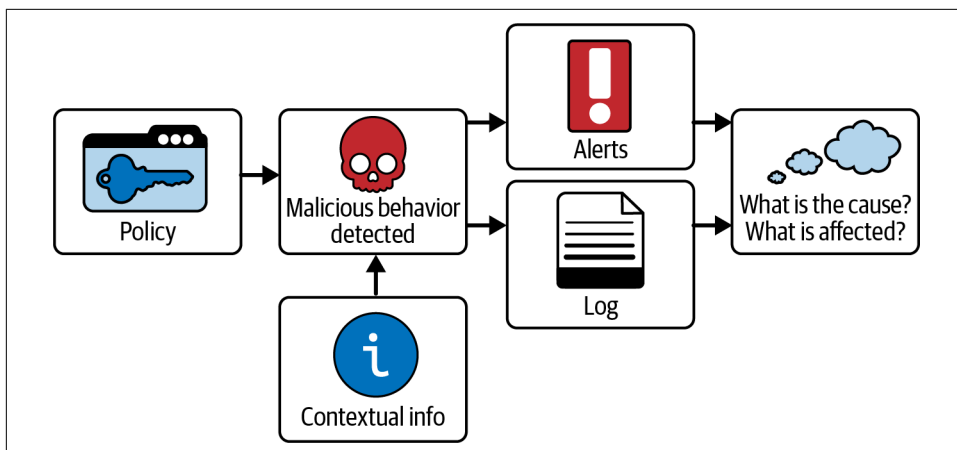 Policy
Malicious behavior
detected
Contextual info
Alerts
Log
What is the cause?
What is affected?